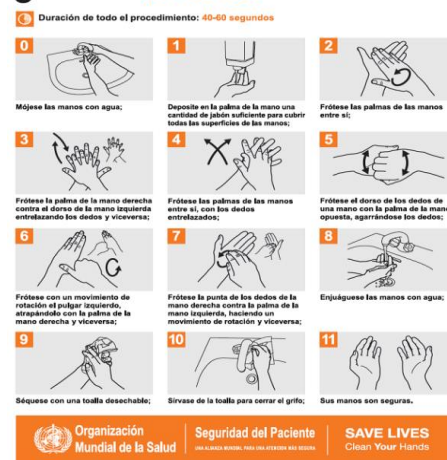 Duración de todo el procedimiento: 40-60 segundos
0
Mójese las manos con agua;
1
Deposite en la palma de la mano una
cantidad de jabón suficiente para cubrir
todas las superficies de las manos;
2
Frótese las palmas de las manos
entre sí;
3
Frótese la palma de la mano derecha
contra el dorso de la mano izquierda
entrelazando los dedos y viceversa;
4
Frótese las palmas de las manos
entre sí, con los dedos
entrelazados;
5
Frótese el dorso de los dedos de
una mano con la palma de la mano
opuesta, agarrándose los dedos;
6
Frótese con un movimiento de
rotación el pulgar izquierdo,
atrapándolo con la palma de la
mano derecha y viceversa;
7
Frótese la punta de los dedos de la
mano derecha contra la palma de la
mano izquierda, haciendo un
movimiento de rotación y viceversa;
8
Enjuáguese las manos con agua;
9
Séquese con una toalla desechable;
10
Sírvase de la toalla para cerrar el grifo;
11
Sus manos son seguras.
Organización
Mundial de la Salud
Seguridad del Paciente
UNA ALIANZA MUNDIAL PARA UNA ATENCIÓN MÁS SEGURA
SAVE LIVES
Clean Your Hands